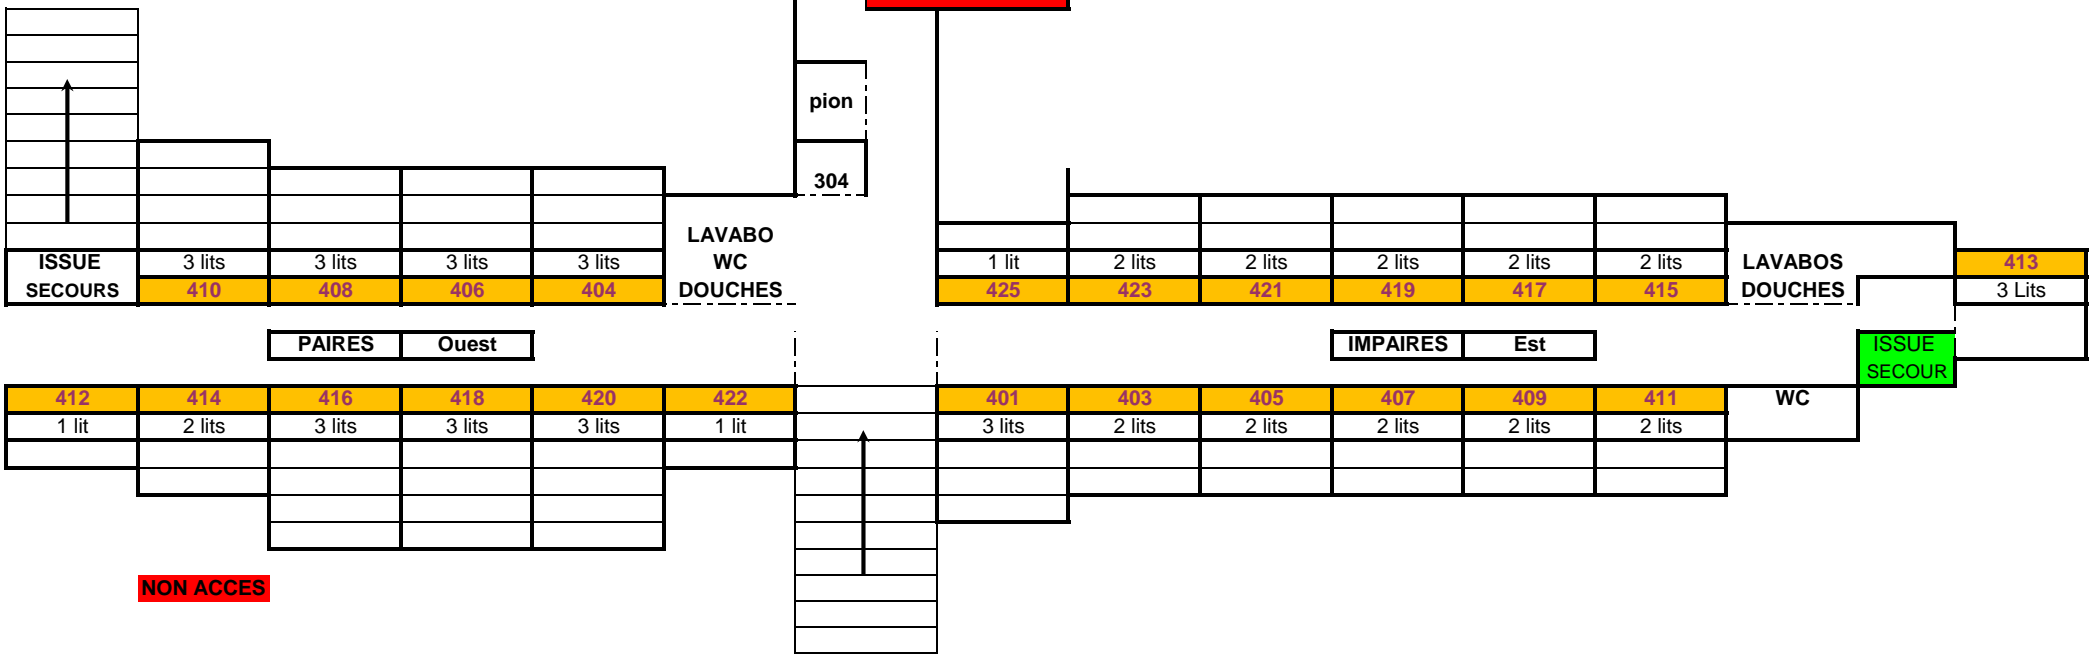 pion
304
LAVABO
ISSUE 3 lits 3 lits 3 lits 3 lits WC 1 lit 2 lits 2 lits 2 lits 2 lits 2 lits LAVABOS 413
SECOURS 410 408 406 404 DOUCHES 425 423 421 419 417 415 DOUCHES 3 Lits
PAIRES Ouest IMPAIRES Est ISSUE
SECOUR
412 414 416 418 420 422 401 403 405 407 409 411 WC
1 lit 2 lits 3 lits 3 lits 3 lits 1 lit 3 lits 2 lits 2 lits 2 lits 2 lits 2 lits
NON ACCES